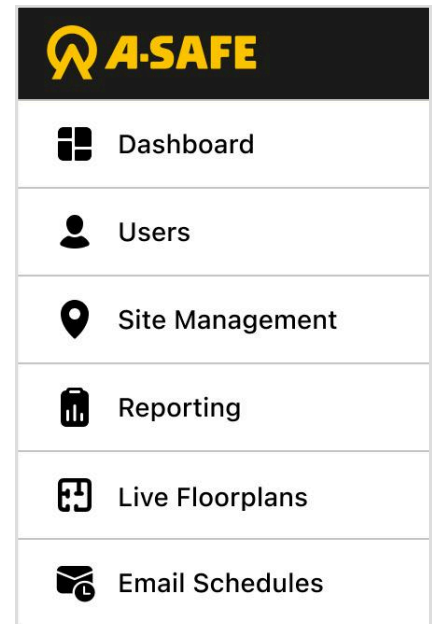 A-SAFE
Dashboard
Users
Site Management
Reporting
Live Floorplans
Email Schedules